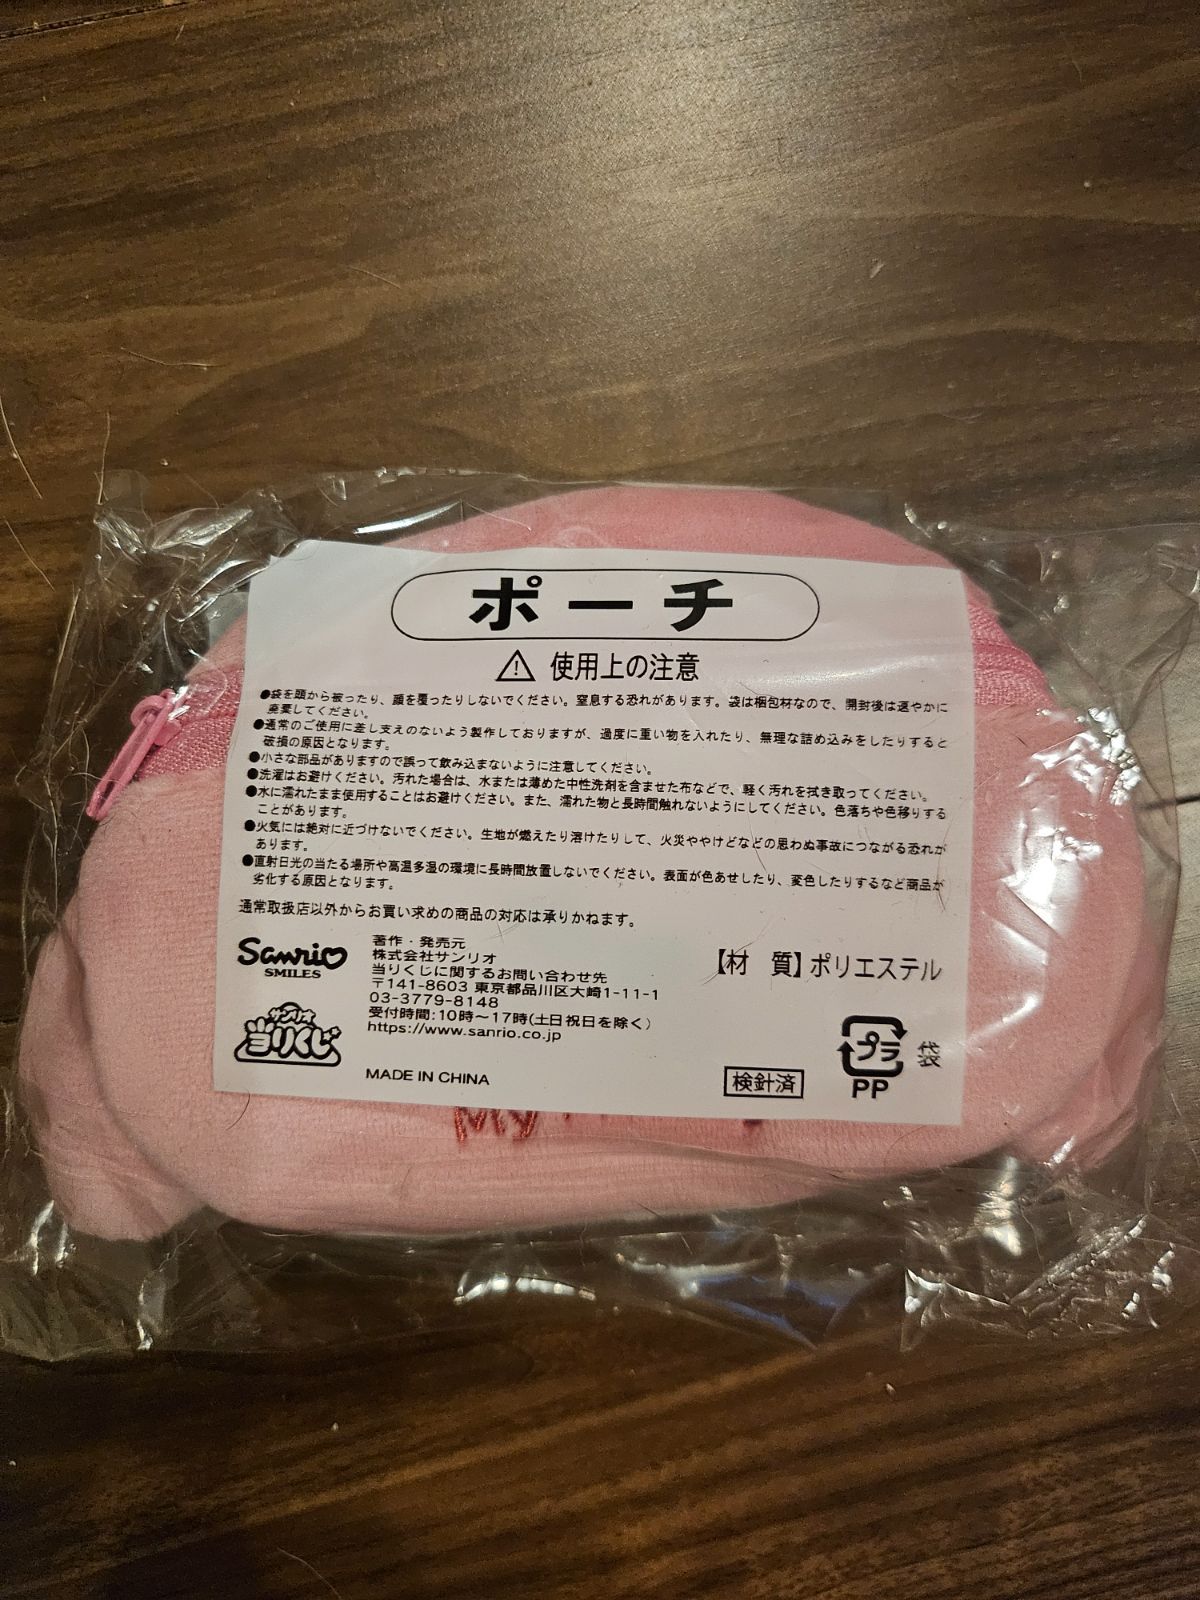 ポーチ
使用上の注意
●袋を頭から被ったり、顔を覆ったりしないでください。窒息する恐れがあります。袋は梱包材なので、開封後は速やかに
廃棄してください。
●通常のご使用に差し支えのないよう製作しておりますが、過度に重い物を入れたり、無理な詰め込みをしたりすると
破損の原因となります。
●小さな部品がありますので誤って飲み込まないように注意してください。
●洗濯はお避けください。汚れた場合は、水または薄めた中性洗剤を含ませた布などで、軽く汚れを拭き取ってください。
●水に濡れたまま使用することはお避けください。また、濡れた物と長時間触れないようにしてください。色落ちや色移りする
ことがあります。
●火気には絶対に近づけないでください。生地が燃えたり溶けたりして、火災ややけどなどの思わぬ事故につながる恐れが
あります。
●直射日光の当たる場所や高温多湿の環境に長時間放置しないでください。表面が色あせしたり、変色したりするなど商品が
劣化する原因となります。
通常取扱店以外からお買い求めの商品の対応は承りかねます。
Sanrio
SMILES
サンリオ
当りくじ
著作・発売元
株式会社サンリオ
当りくじに関するお問い合わせ先
〒141-8603 東京都品川区大崎1-11-1
03-3779-8148
受付時間:10時～17時(土日祝日を除く)
https://www.sanrio.co.jp
MADE IN CHINA
【材 質】ポリエステル
プラ 袋
PP
検針済
My